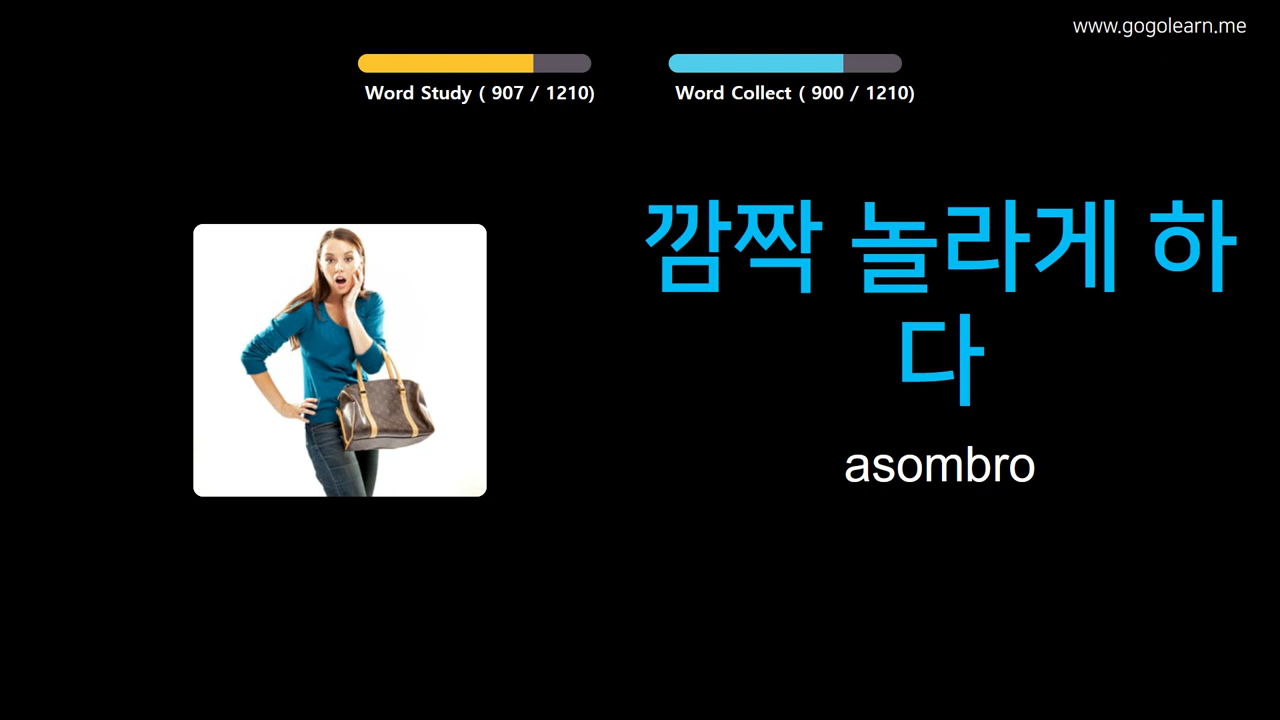 www.gogolearn.me
Word Study ( 907 / 1210)
Word Collect ( 900 / 1210)
깜짝 놀라게 하
다
asombro